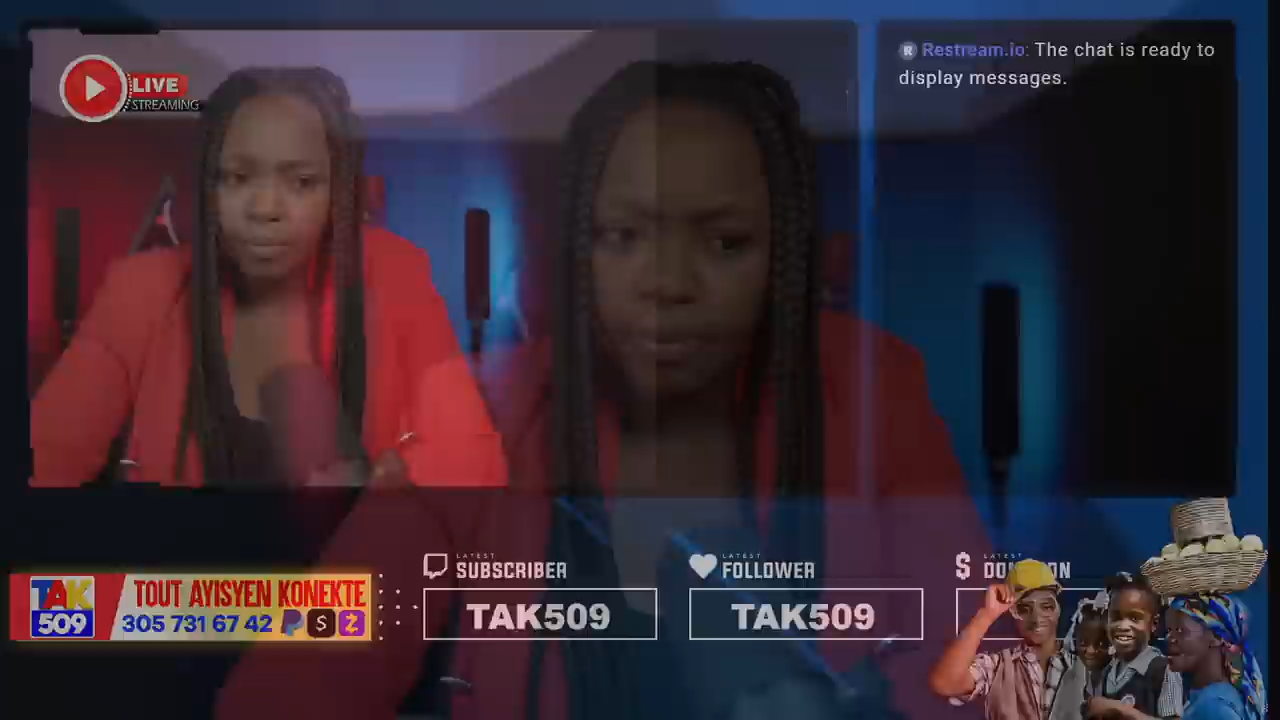 LIVE
STREAMING
Restream.io: The chat is ready to
display messages.
TAK
509
TOUT AYISYEN KONEKTE
305 731 67 42
S
LATEST
SUBSCRIBER
TAK509
LATEST
FOLLOWER
TAK509
$
LATEST